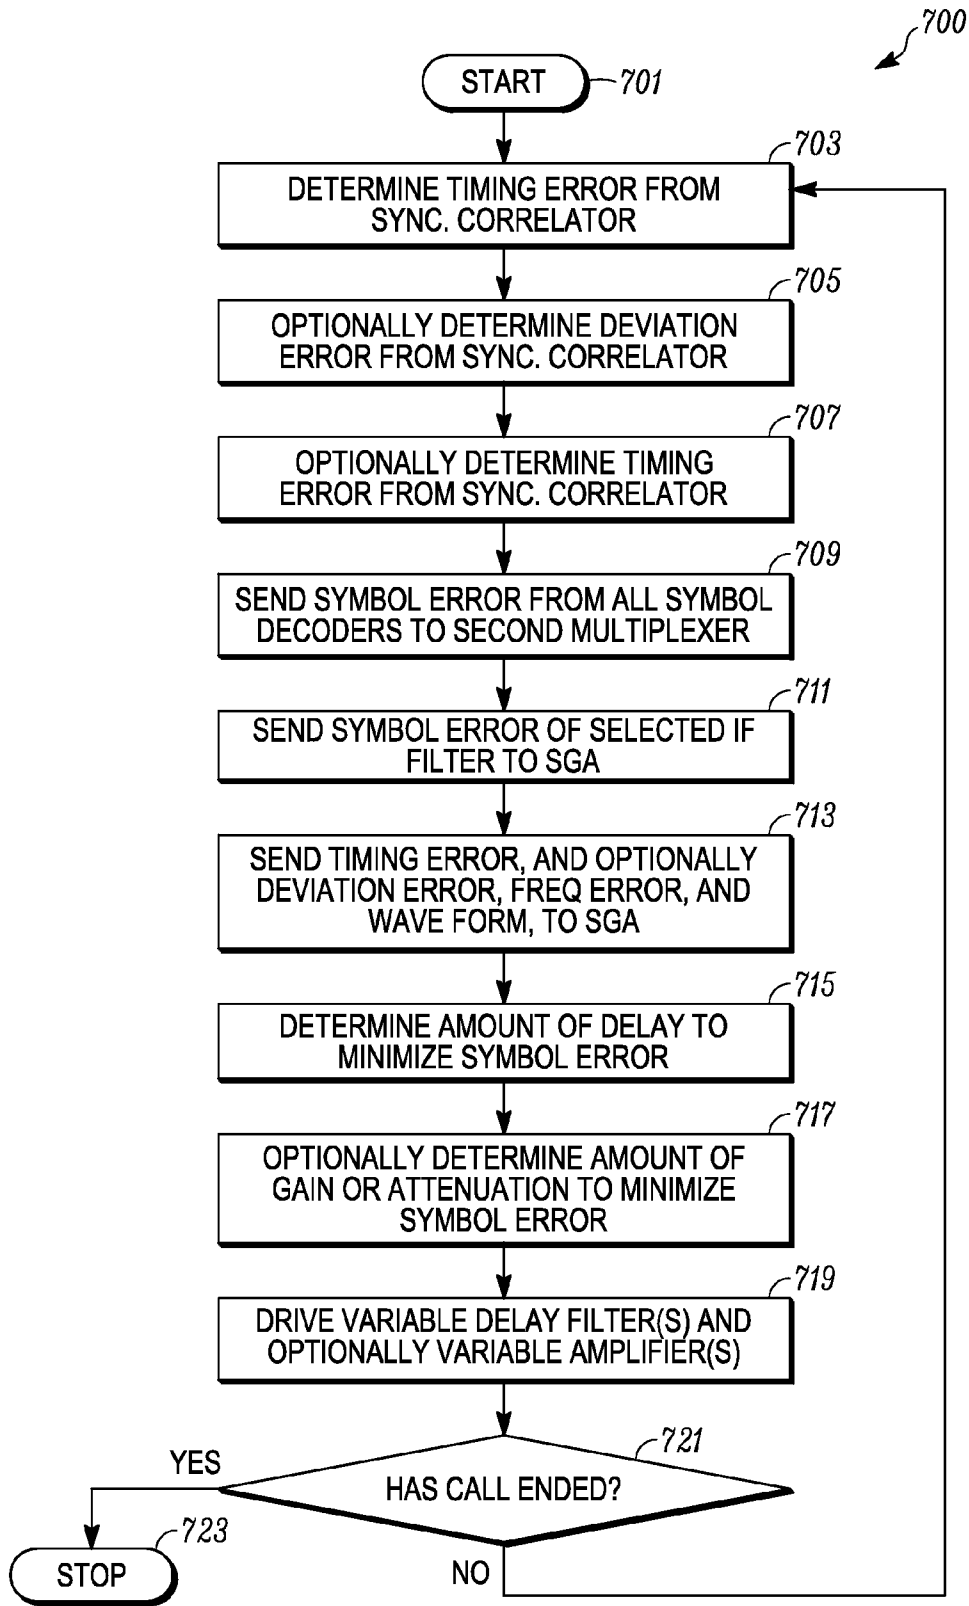 700
START
701
703
DETERMINE TIMING ERROR FROM
SYNC. CORRELATOR
705
OPTIONALLY DETERMINE DEVIATION
ERROR FROM SYNC. CORRELATOR
707
OPTIONALLY DETERMINE TIMING
ERROR FROM SYNC. CORRELATOR
709
SEND SYMBOL ERROR FROM ALL SYMBOL
DECODERS TO SECOND MULTIPLEXER
711
SEND SYMBOL ERROR OF SELECTED IF
FILTER TO SGA
713
SEND TIMING ERROR, AND OPTIONALLY
DEVIATION ERROR, FREQ ERROR, AND
WAVE FORM, TO SGA
715
DETERMINE AMOUNT OF DELAY TO
MINIMIZE SYMBOL ERROR
717
OPTIONALLY DETERMINE AMOUNT OF
GAIN OR ATTENUATION TO MINIMIZE
SYMBOL ERROR
719
DRIVE VARIABLE DELAY FILTER(S) AND
OPTIONALLY VARIABLE AMPLIFIER(S)
721
YES
HAS CALL ENDED?
723
STOP
NO